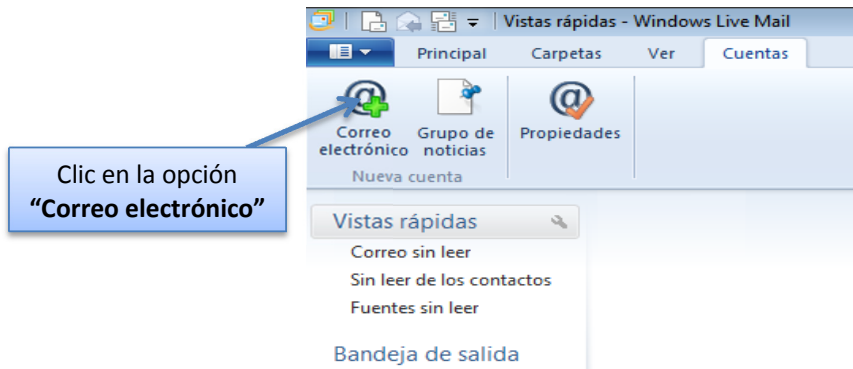 Vistas rápidas - Windows Live Mail
Principal Carpetas Ver Cuentas
Correo electrónico
Grupo de noticias
Propiedades
Nueva cuenta
Clic en la opción
“Correo electrónico”
Vistas rápidas
Correo sin leer
Sin leer de los contactos
Fuentes sin leer
Bandeja de salida